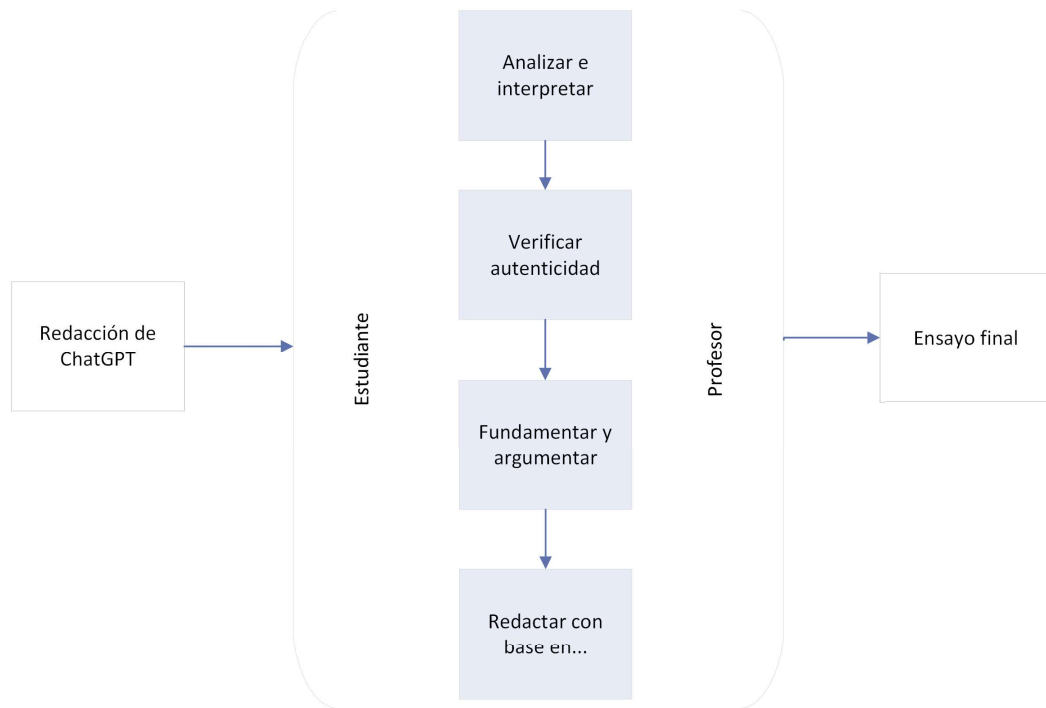 Analizar e
interpretar
Verificar
autenticidad
Redacción de
ChatGPT
Estudiante
Profesor
Ensayo final
Fundamentar y
argumentar
Redactar con
base en...